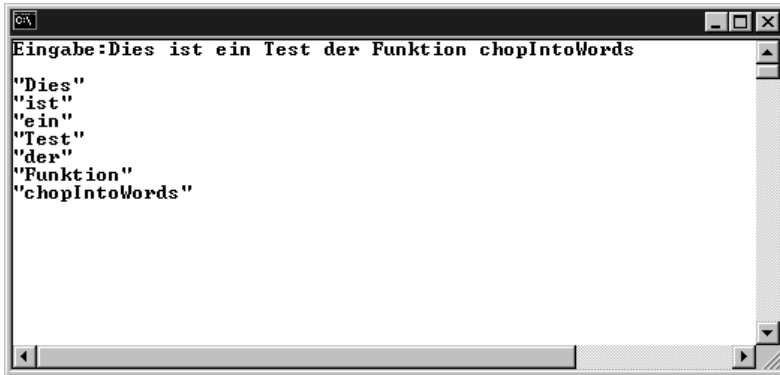 C:\
Eingabe:Dies ist ein Test der Funktion chopIntoWords
"Dies"
"ist"
"ein"
"Test"
"der"
"Funktion"
"chopIntoWords"